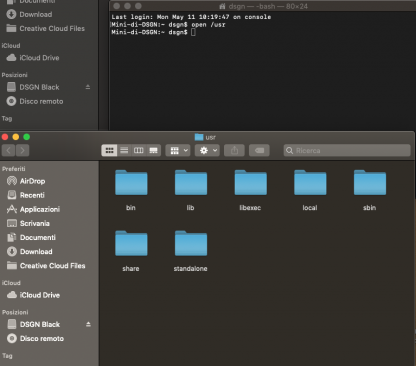 Documenti
Download
Creative Cloud Files
iCloud
iCloud Drive
Posizioni
DSGN Black
Disco remoto
Tag
dsgn — -bash — 80×24
Last login: Mon May 11 10:19:47 on console
Mini-di-DSGN:~ dsgn$ open /usr
Mini-di-DSGN:~ dsgn$
usr
Ricerca
Preferiti
AirDrop
Recenti
Applicazioni
Scrivania
Documenti
Download
Creative Cloud Files
iCloud
iCloud Drive
Posizioni
DSGN Black
Disco remoto
Tag
bin lib libexec local sbin
share standalone